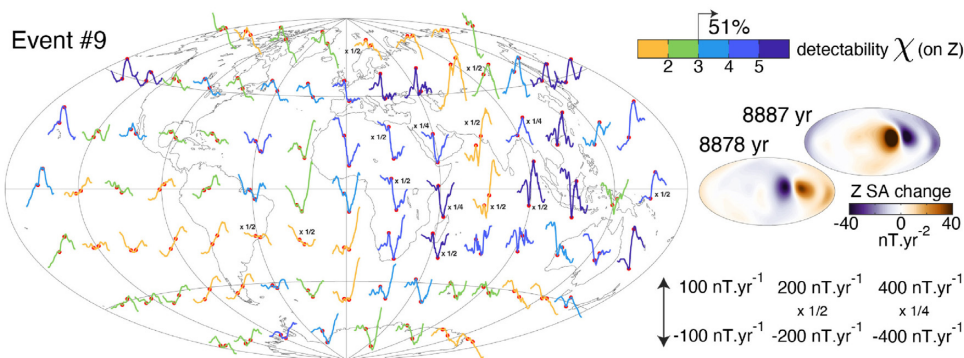 Event #9
51%
2 3 4 5
detectability χ (on Z)
x 1/2
x 1/2
x 1/4
x 1/2
x 1/4
x 1/2
x 1/2
x 1/4
x 1/2
x 1/2
x 1/2
x 1/2
x 1/2
x 1/2
8887 yr
8878 yr
Z SA change
-40 0 40
nT.yr⁻²
100 nT.yr⁻¹ 200 nT.yr⁻¹ 400 nT.yr⁻¹
x 1/2 x 1/4
-100 nT.yr⁻¹ -200 nT.yr⁻¹ -400 nT.yr⁻¹